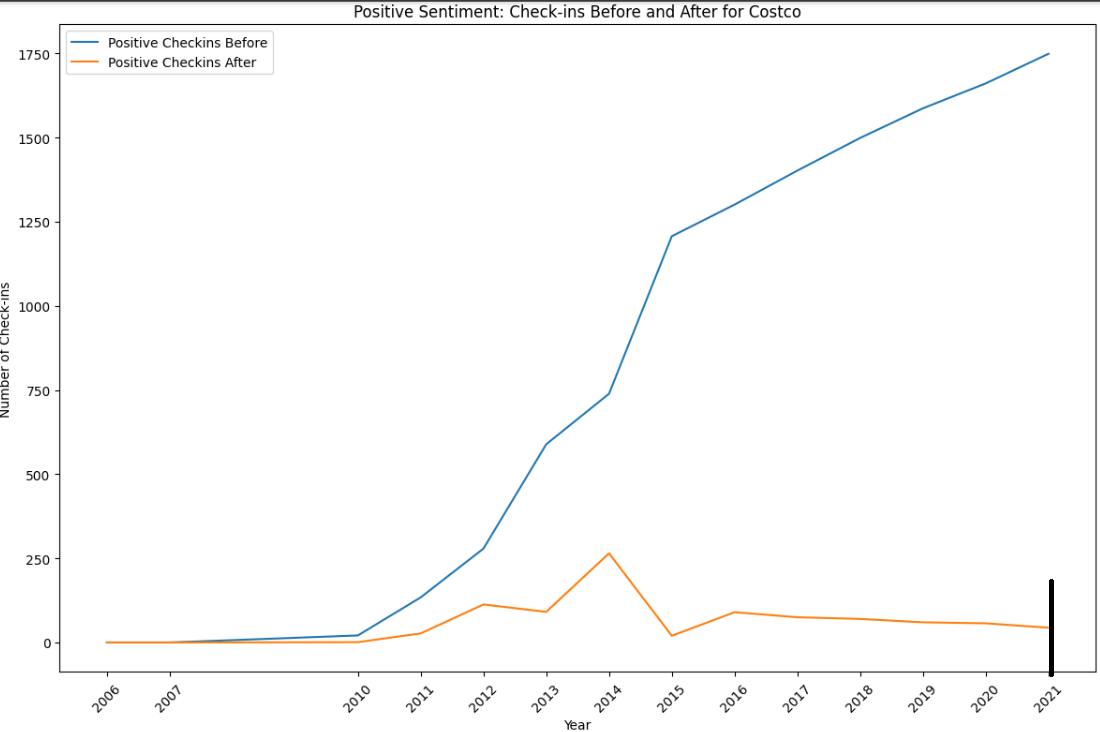 Positive Sentiment: Check-ins Before and After for Costco
Positive Checkins Before
Positive Checkins After
1750
1500
1250
1000
750
500
250
0
Number of Check-ins
2006 2007 2010 2011 2012 2013 2014 2015 2016 2017 2018 2019 2020 2021
Year